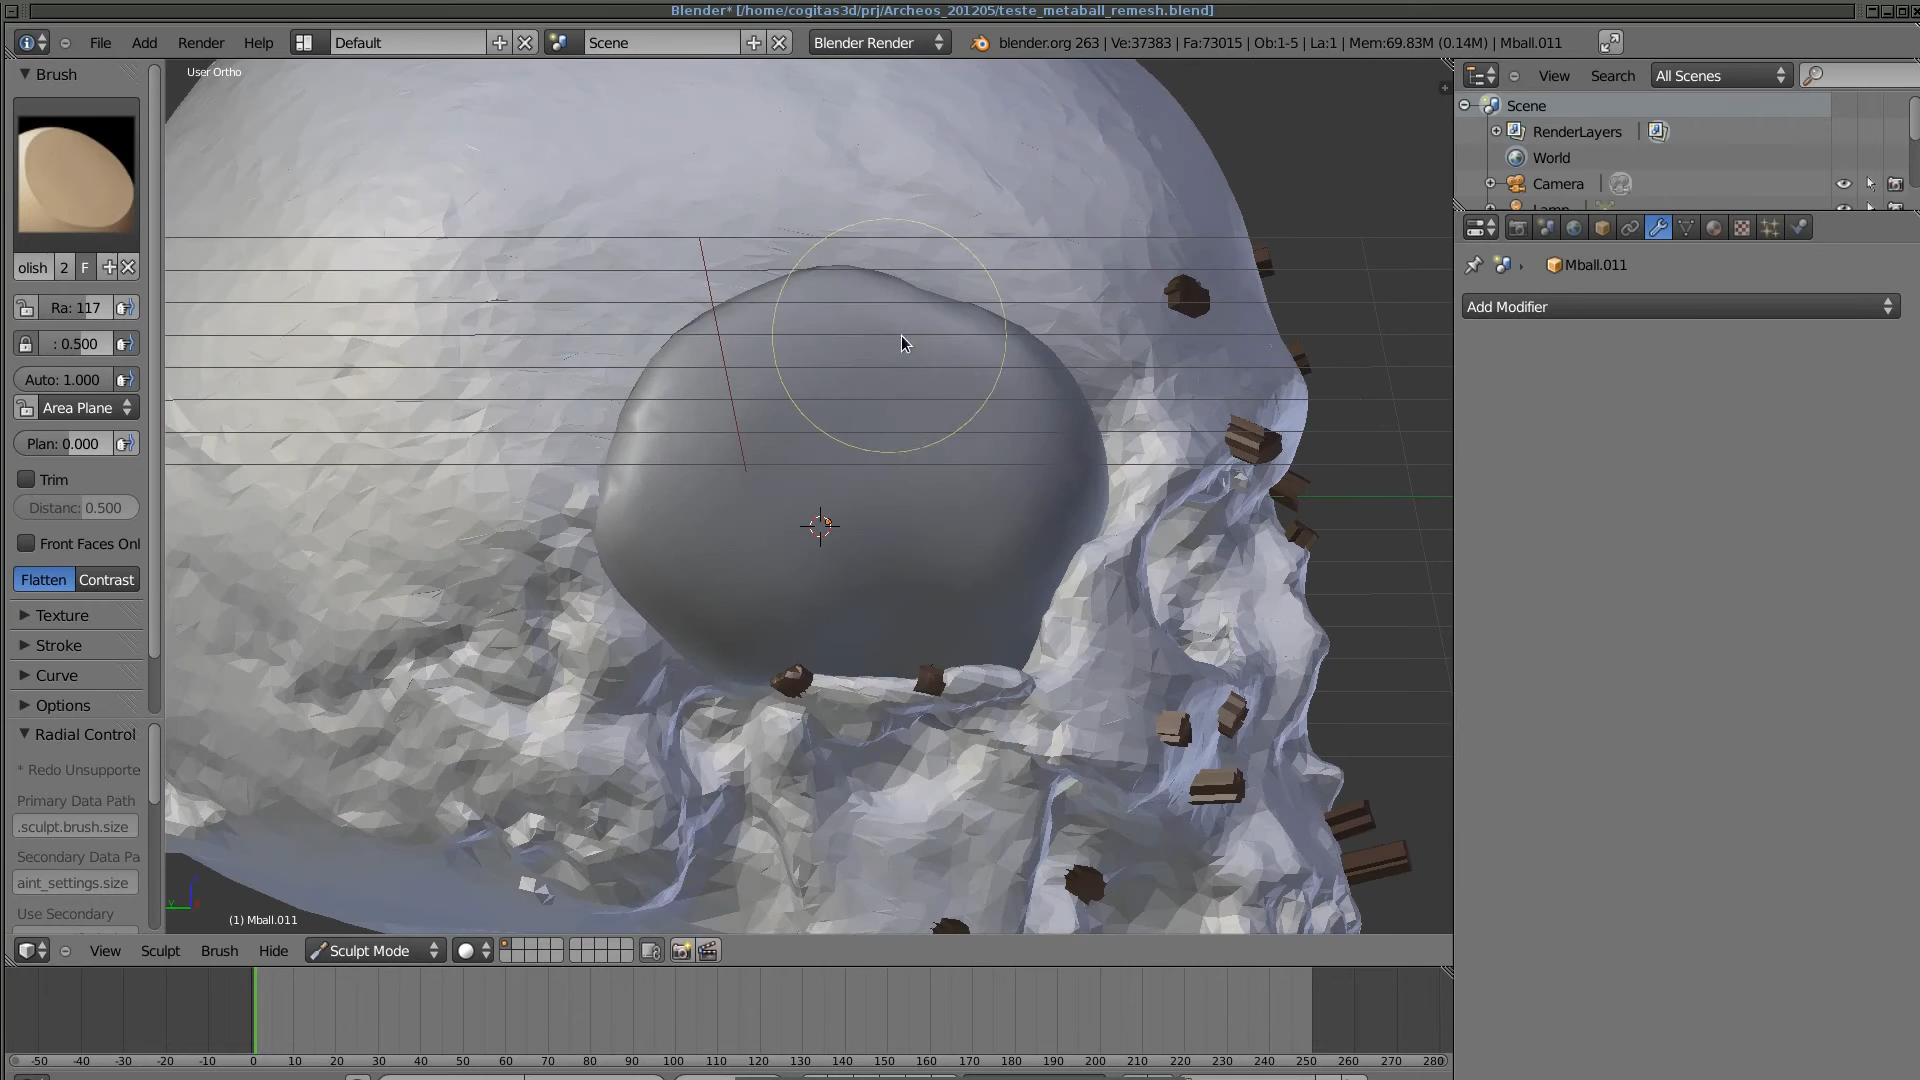 Blender* [/home/cogitas3d/prj/Archeos_201205/teste_metaball_remesh.blend]
File Add Render Help Default Scene Blender Render blender.org 263 | Ve:37383 | Fa:73015 | Ob:1-5 | La:1 | Mem:69.83M (0.14M) | Mball.011
Brush
User Ortho
olish 2 F
Ra: 117
: 0.500
Auto: 1.000
Area Plane
Plan: 0.000
Trim
Distanc: 0.500
Front Faces Onl
Flatten Contrast
Texture
Stroke
Curve
Options
Radial Control
* Redo Unsupporte
Primary Data Path
.sculpt.brush.size
Secondary Data Pa
aint_settings.size
Use Secondary
(1) Mball.011
View Sculpt Brush Hide Sculpt Mode
-50 -40 -30 -20 -10 0 10 20 30 40 50 60 70 80 90 100 110 120 130 140 150 160 170 180 190 200 210 220 230 240 250 260 270 280
View Search All Scenes
Scene
RenderLayers
World
Camera
Mball.011
Add Modifier